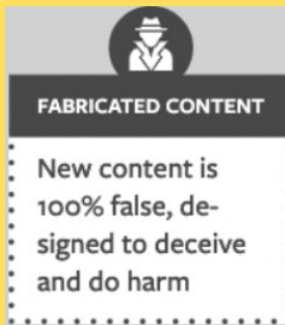 FABRICATED CONTENT
New content is
100% false, de-
signed to deceive
and do harm